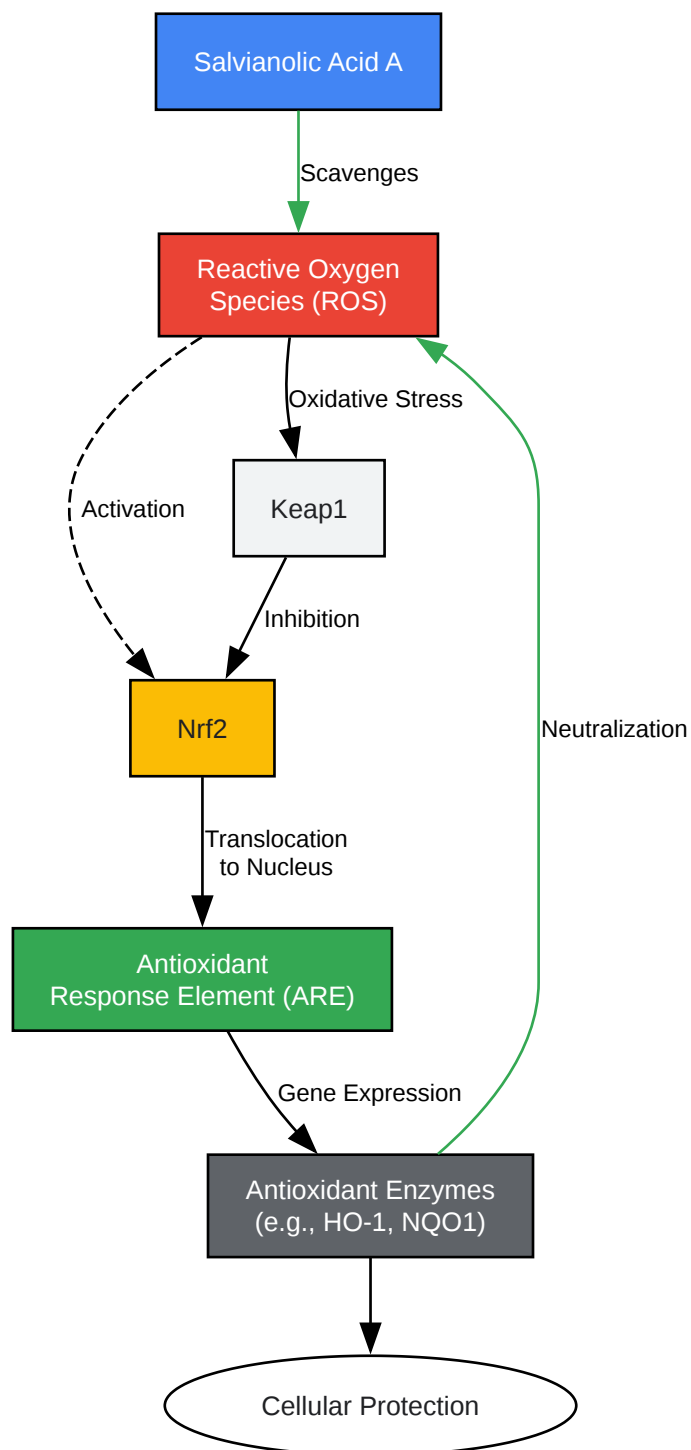 Salvianolic Acid A
Scavenges
Reactive Oxygen
Species (ROS)
Oxidative Stress
Keap1
Activation
Inhibition
Nrf2
Neutralization
Translocation
to Nucleus
Antioxidant
Response Element (ARE)
Gene Expression
Antioxidant Enzymes
(e.g., HO-1, NQO1)
Cellular Protection